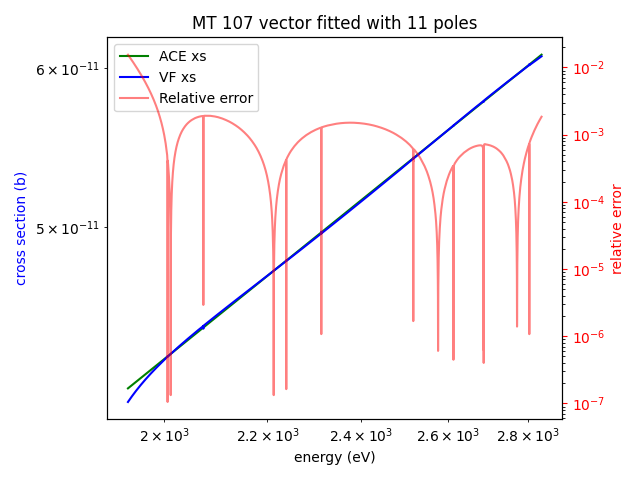 MT 107 vector fitted with 11 poles
ACE xs
VF xs
Relative error
6 × 10⁻¹¹
5 × 10⁻¹¹
cross section (b)
10⁻²
10⁻³
10⁻⁴
10⁻⁵
10⁻⁶
10⁻⁷
relative error
2 × 10³
2.2 × 10³
2.4 × 10³
2.6 × 10³
2.8 × 10³
energy (eV)